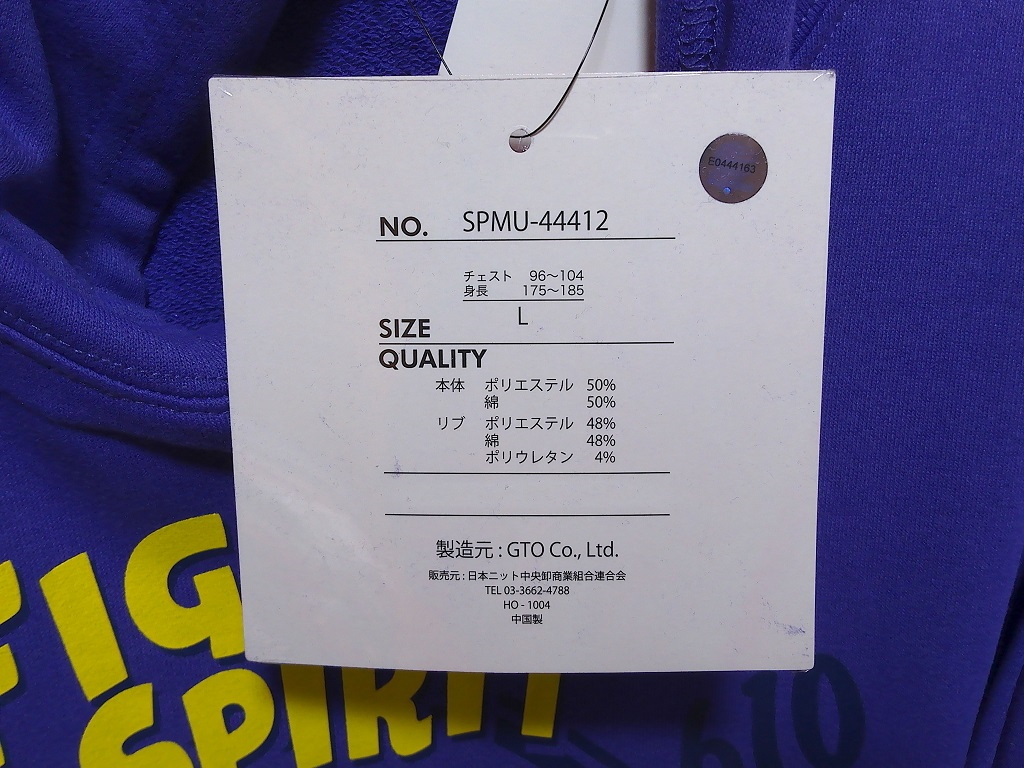 E0444163
NO. SPMU-44412
チェスト 96～104
身長 175～185
SIZE L
QUALITY
本体 ポリエステル 50%
綿 50%
リブ ポリエステル 48%
綿 48%
ポリウレタン 4%
製造元 : GTO Co., Ltd.
販売元 : 日本ニット中央卸商業組合連合会
TEL 03-3662-4788
HO - 1004
中国製
FIG
SPIRIT
610